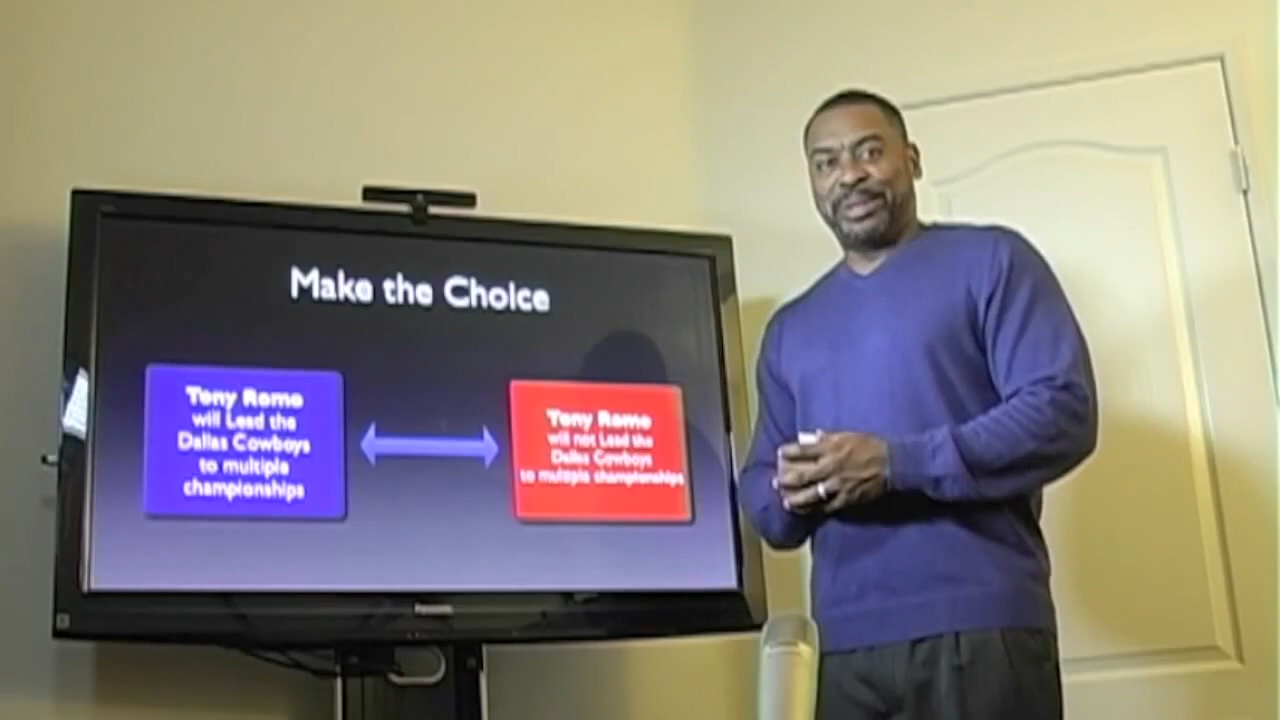 Make the Choice
Tony Romo
will Lead the
Dallas Cowboys
to multiple
championships
Tony Romo
will not Lead the
Dallas Cowboys
to multiple championships
Panasonic